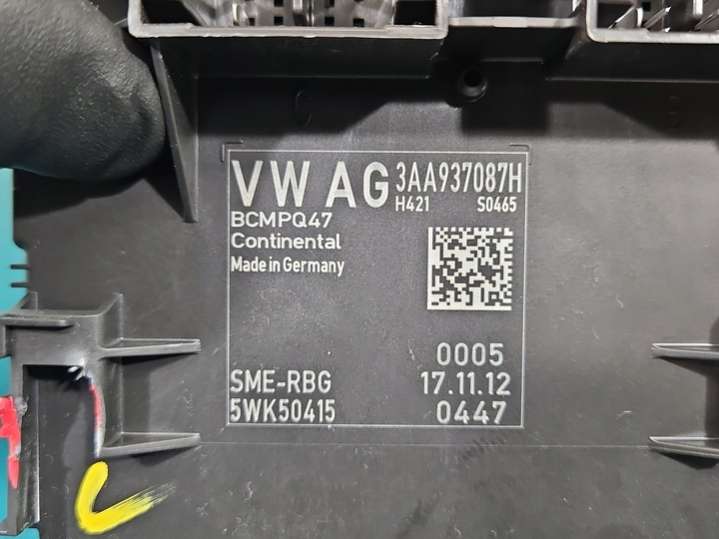 VW AG 3AA937087H
H421 S0465
BCMPQ47
Continental
Made in Germany
0005
SME-RBG 17.11.12
5WK50415 0447